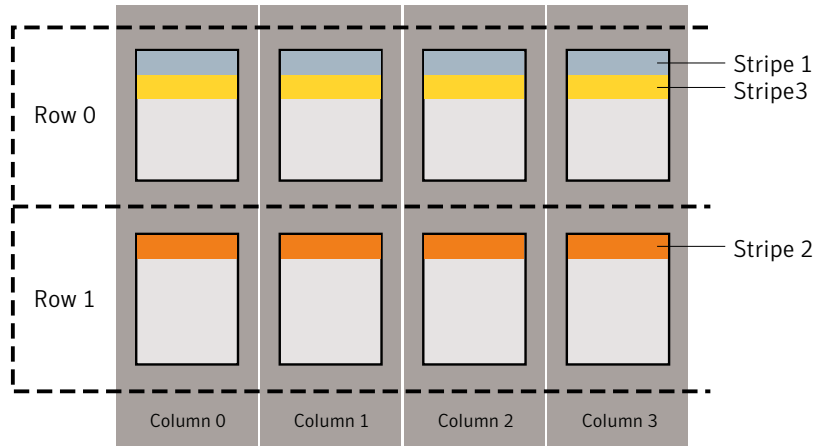 Stripe 1
Stripe3
Row 0
Stripe 2
Row 1
Column 0
Column 1
Column 2
Column 3